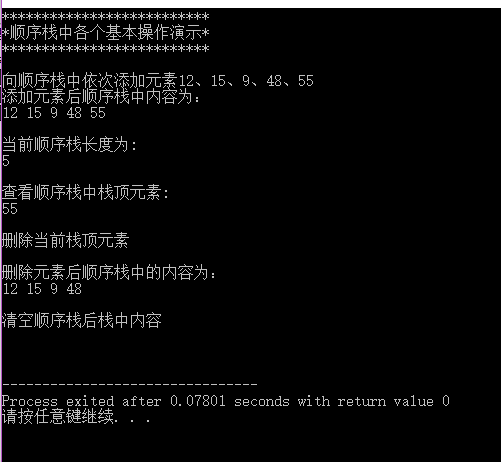 **************************
*顺序栈中各个基本操作演示*
**************************
向顺序栈中依次添加元素12、15、9、48、55
添加元素后顺序栈中内容为：
12 15 9 48 55
当前顺序栈长度为：
5
查看顺序栈中栈顶元素：
55
删除当前栈顶元素
删除元素后顺序栈中的内容为：
12 15 9 48
清空顺序栈后栈中内容
--------------------------------
Process exited after 0.07801 seconds with return value 0
请按任意键继续. . .